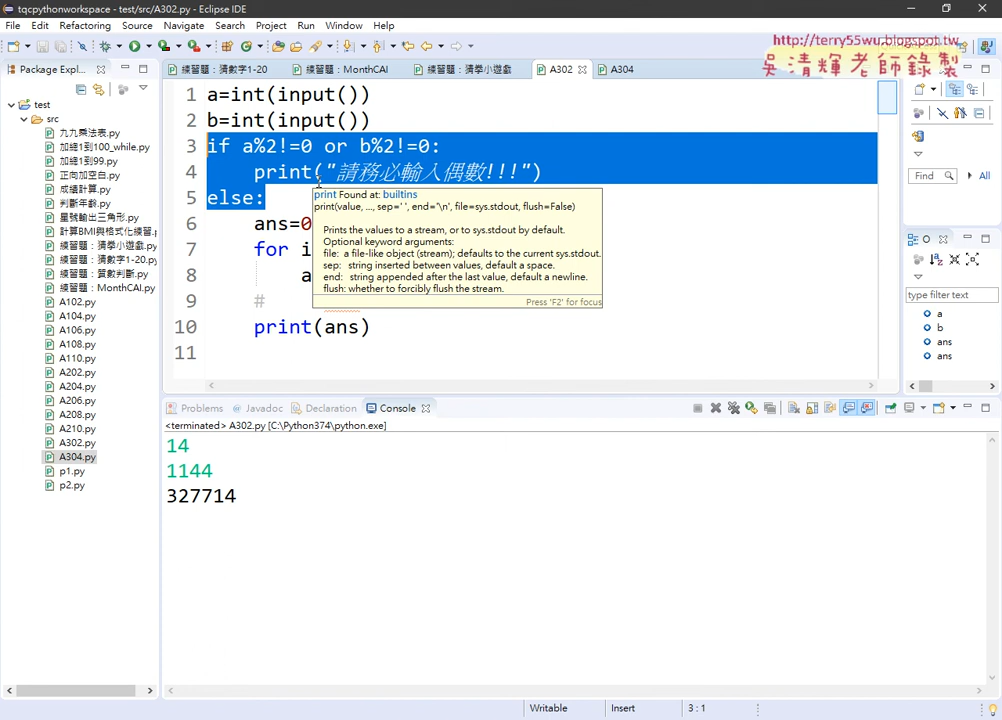 tqcpythonworkspace - test/src/A302.py - Eclipse IDE
File Edit Refactoring Source Navigate Search Project Run Window Help
http://terry55wu.blogspot.tw
吳清輝老師錄製
Package Expl...
練習題：猜數字1-20
練習題：MonthCAI
練習題：猜拳小遊戲
A302
A304
test
src
九九乘法表.py
加總1到100_while.py
加總1到99.py
正向加空白.py
成績計算.py
判斷年齡.py
星號輸出三角形.py
計算BMI與格式化練習.
練習題：猜拳小遊戲.py
練習題：猜數字1-20.py
練習題：質數判斷.py
練習題：MonthCAI.py
A102.py
A104.py
A106.py
A108.py
A110.py
A202.py
A204.py
A206.py
A208.py
A210.py
A302.py
A304.py
p1.py
p2.py
1 a=int(input())
2 b=int(input())
3 if a%2!=0 or b%2!=0:
4 print("請務必輸入偶數!!!")
5 else:
6 ans=0
7 for i
8 a
9 #
10 print(ans)
11
print Found at: builtins
print(value, ..., sep=' ', end='\n', file=sys.stdout, flush=False)
Prints the values to a stream, or to sys.stdout by default.
Optional keyword arguments:
file: a file-like object (stream); defaults to the current sys.stdout.
sep: string inserted between values, default a space.
end: string appended after the last value, default a newline.
flush: whether to forcibly flush the stream.
Press 'F2' for focus
Find
All
O
type filter text
a
b
ans
ans
Problems
Javadoc
Declaration
Console
<terminated> A302.py [C:\Python374\python.exe]
14
1144
327714
Writable
Insert
3 : 1